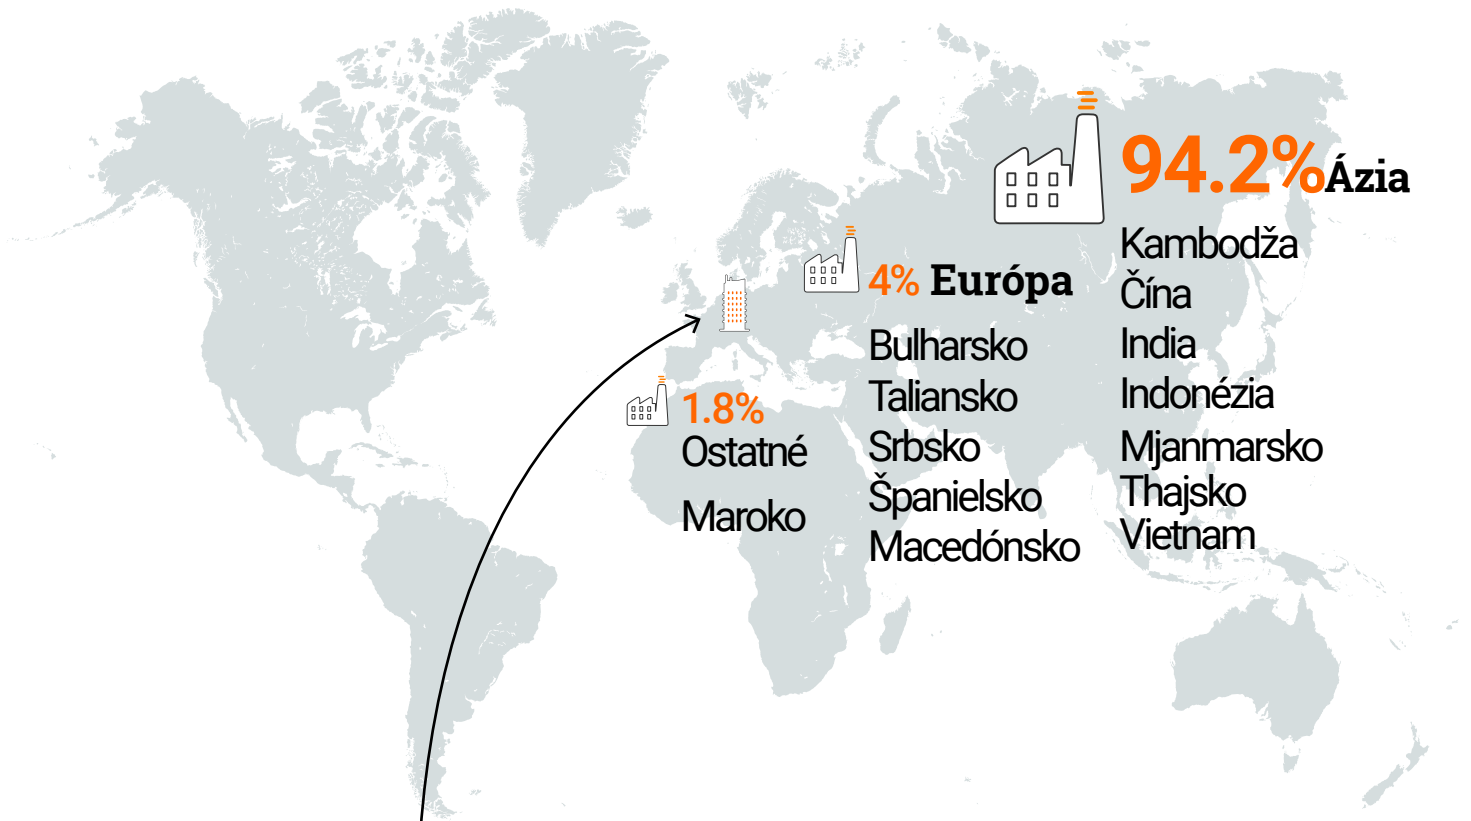 94.2% Ázia
Kambodža
Čína
India
Indonézia
Mjanmarsko
Thajsko
Vietnam
4% Európa
Bulharsko
Taliansko
Srbsko
Španielsko
Macedónsko
1.8%
Ostatné
Maroko